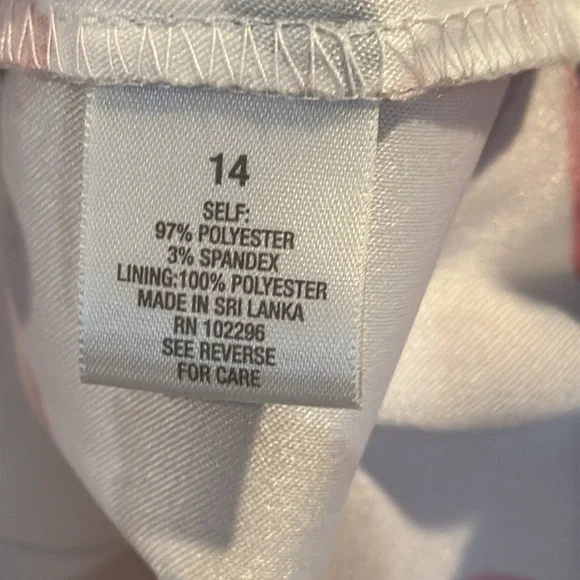 14
SELF:
97% POLYESTER
3% SPANDEX
LINING:100% POLYESTER
MADE IN SRI LANKA
RN 102296
SEE REVERSE
FOR CARE